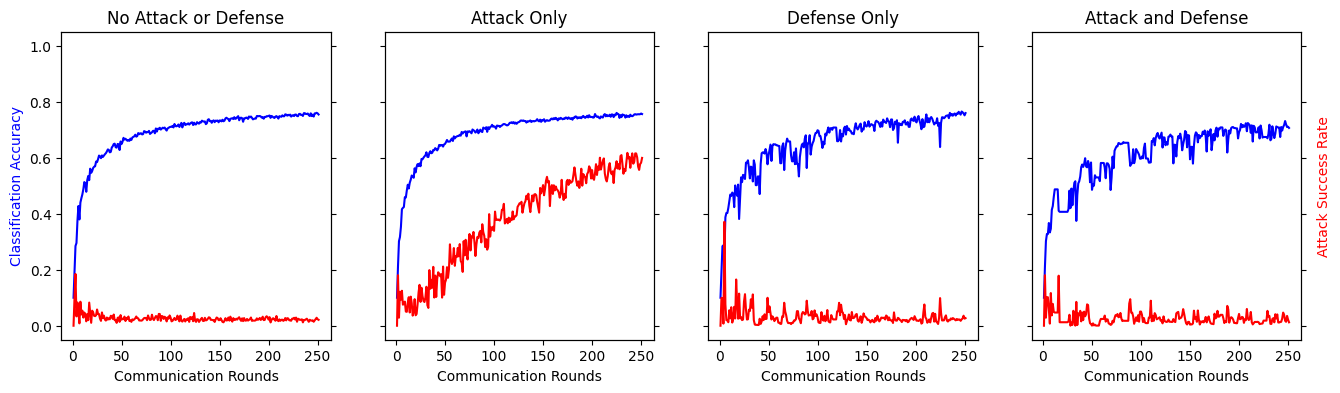 No Attack or Defense
Attack Only
Defense Only
Attack and Defense
Classification Accuracy
1.0
0.8
0.6
0.4
0.2
0.0
0 50 100 150 200 250
0 50 100 150 200 250
0 50 100 150 200 250
0 50 100 150 200 250
Communication Rounds
Communication Rounds
Communication Rounds
Communication Rounds
Attack Success Rate